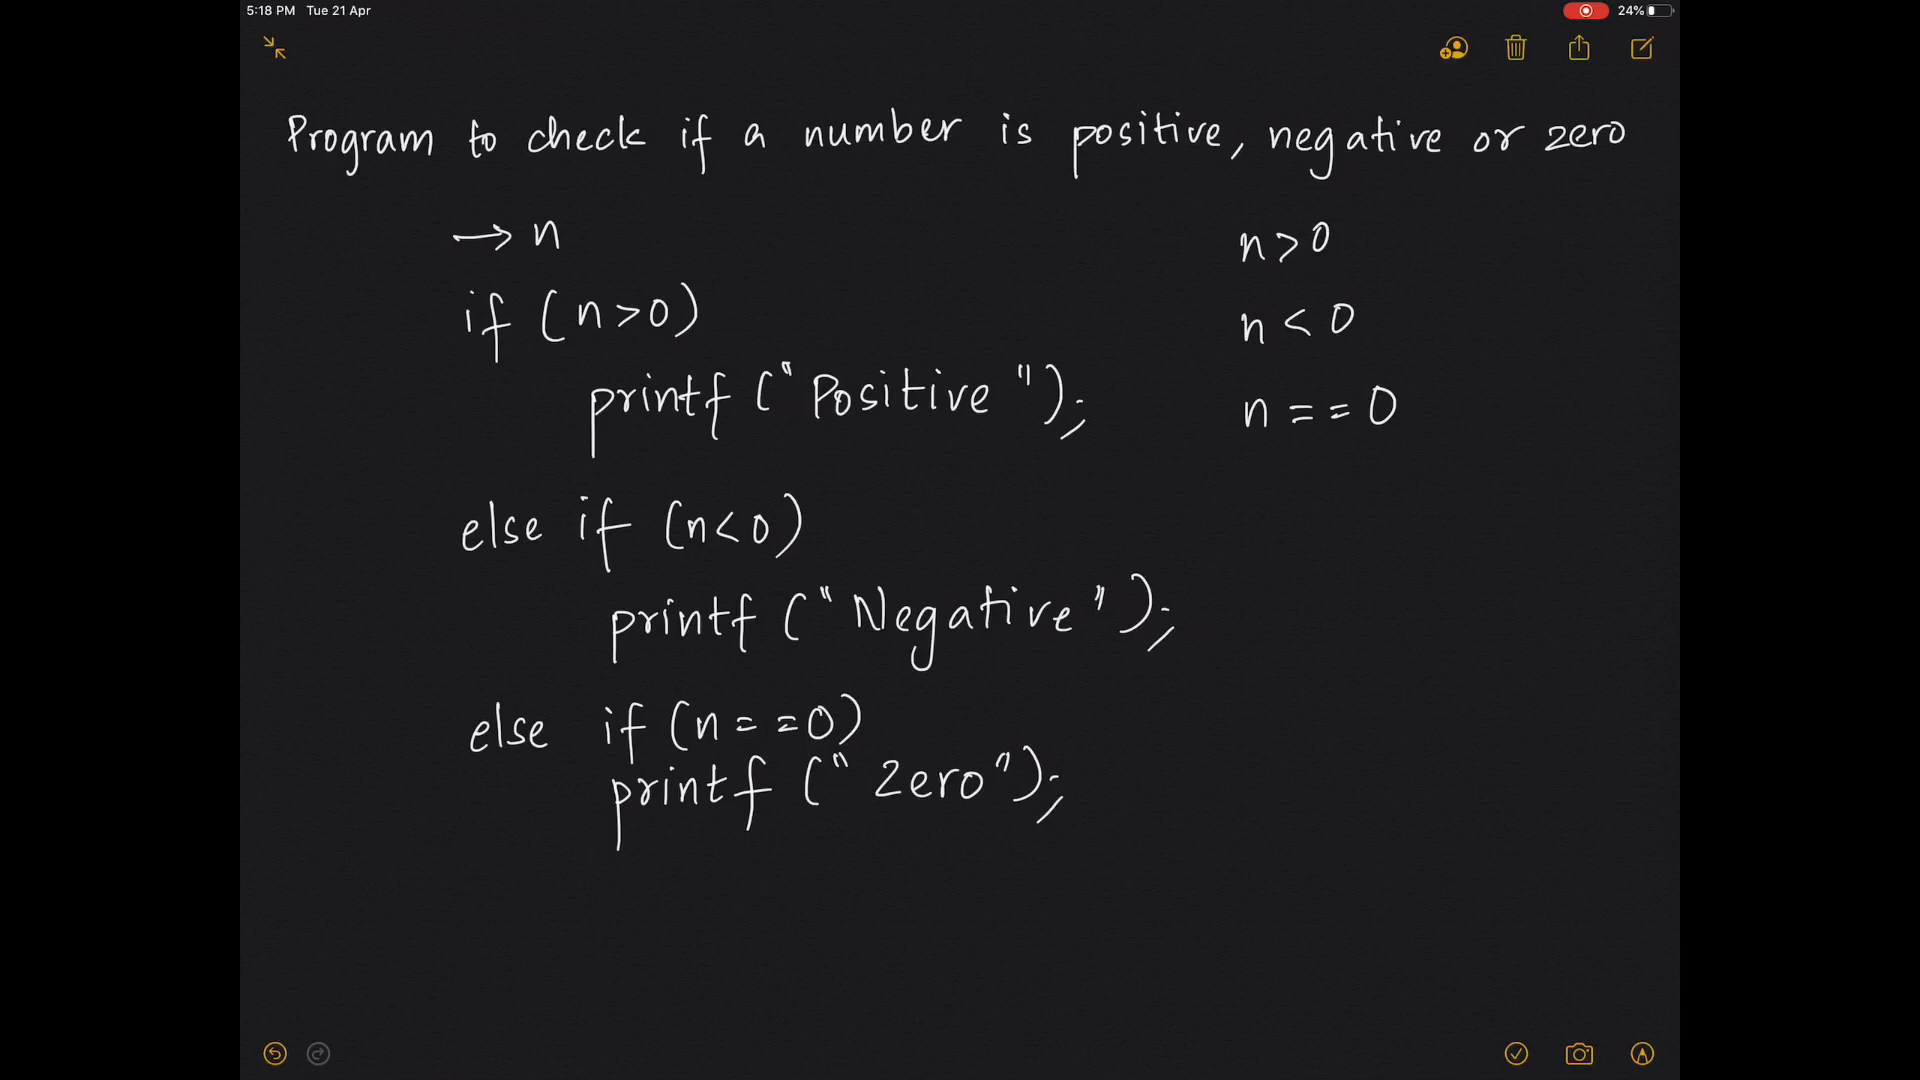 5:18 PM Tue 21 Apr
24%
Program to check if a number is positive, negative or zero
→ n
n > 0
if (n>0)
n < 0
printf ("Positive");
n = = 0
else if (n<0)
printf ("Negative");
else if (n = =0)
printf ("Zero");